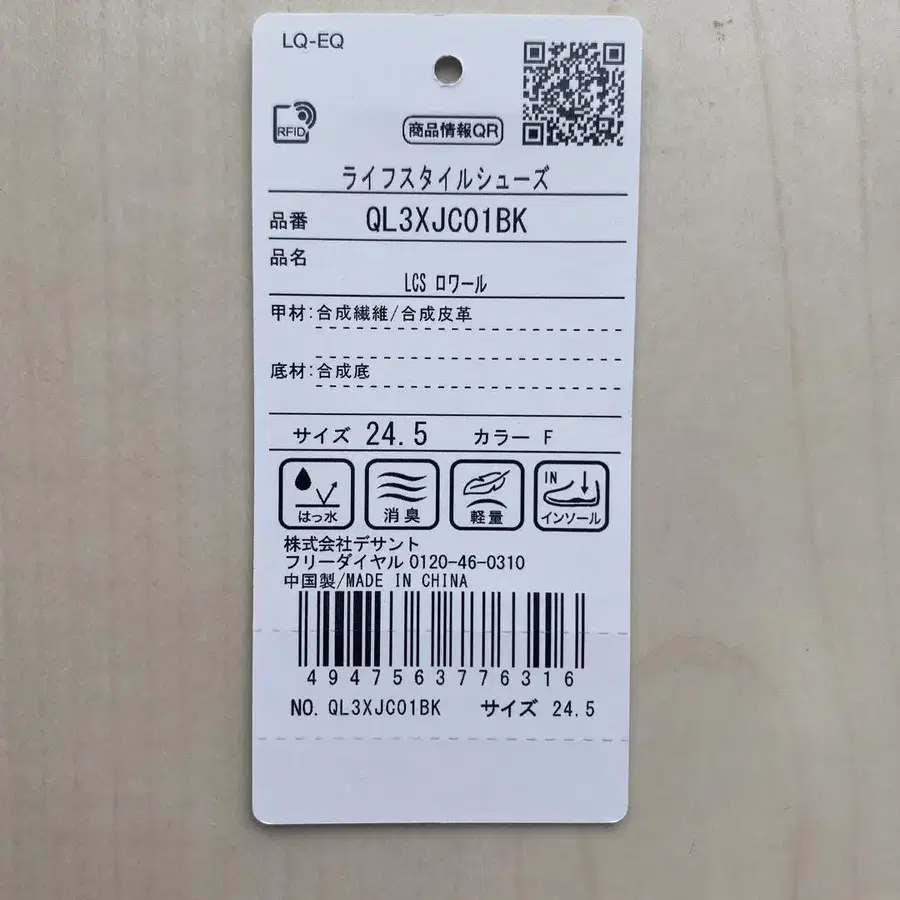 LQ-EQ
RFID
商品情報QR
ライフスタイルシューズ
品番 QL3XJC01BK
品名
LCS ロワール
甲材:合成繊維/合成皮革
底材:合成底
サイズ 24.5 カラー F
はっ水 消臭 軽量 IN インソール
株式会社デサント
フリーダイヤル 0120-46-0310
中国製/MADE IN CHINA
4947563776316
NO. QL3XJC01BK サイズ 24.5